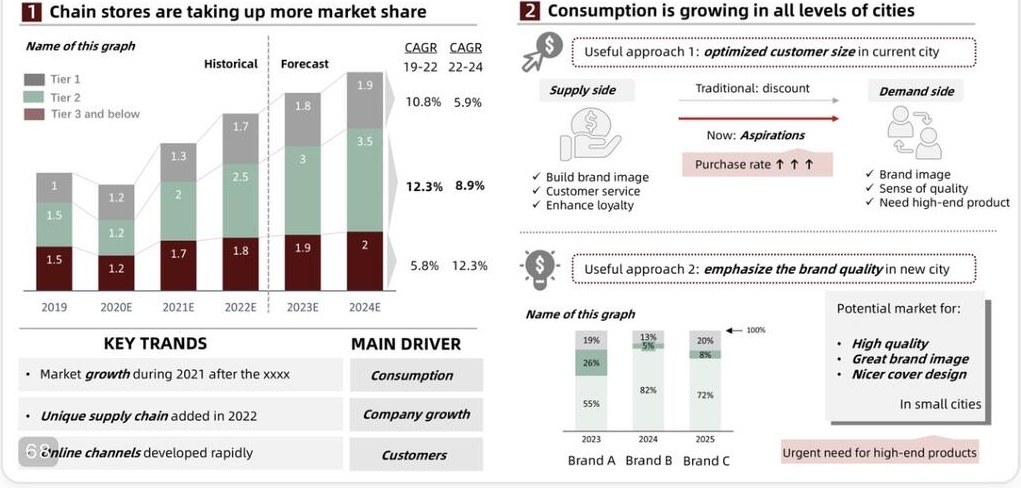 1 Chain stores are taking up more market share
Name of this graph
Tier 1
Tier 2
Tier 3 and below
Historical
Forecast
CAGR CAGR
19-22 22-24
1.9
10.8% 5.9%
1.8
1.7
1.3
3.5
3
1
1.2
2.5
2
12.3% 8.9%
1.5
1.2
1.5
1.2
1.7
1.8
1.9
2
5.8% 12.3%
2019 2020E 2021E 2022E 2023E 2024E
KEY TRANDS
MAIN DRIVER
• Market growth during 2021 after the xxxx
Consumption
• Unique supply chain added in 2022
Company growth
68
nline channels developed rapidly
Customers
2 Consumption is growing in all levels of cities
Useful approach 1: optimized customer size in current city
Supply side
Traditional: discount
Demand side
Now: Aspirations
Purchase rate ↑ ↑ ↑
✓ Build brand image
✓ Customer service
✓ Enhance loyalty
✓ Brand image
✓ Sense of quality
✓ Need high-end product
Useful approach 2: emphasize the brand quality in new city
Name of this graph
100%
19% 13% 20%
26% 5% 8%
55% 82% 72%
2023 2024 2025
Brand A Brand B Brand C
Potential market for:
• High quality
• Great brand image
• Nicer cover design
In small cities
Urgent need for high-end products